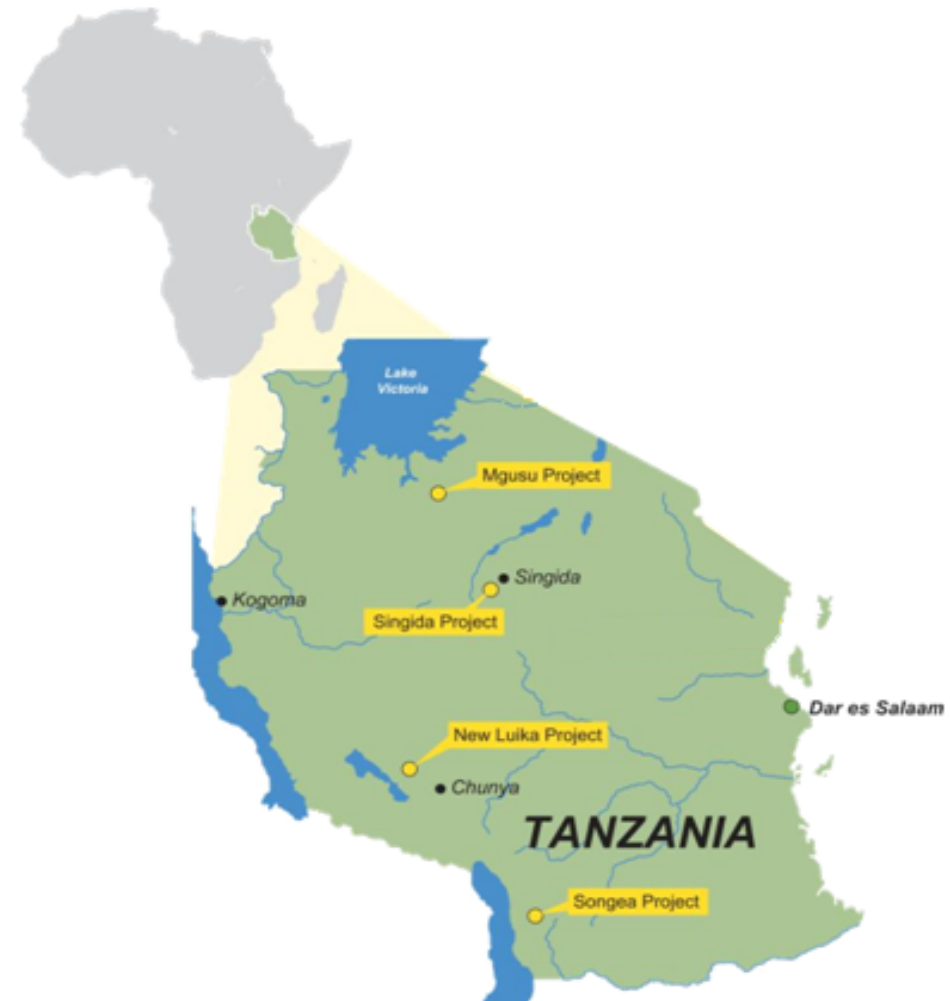 Lake
Victoria
Mgusu Project
Singida
Kogoma
Singida Project
Dar es Salaam
New Luika Project
Chunya
TANZANIA
Songea Project